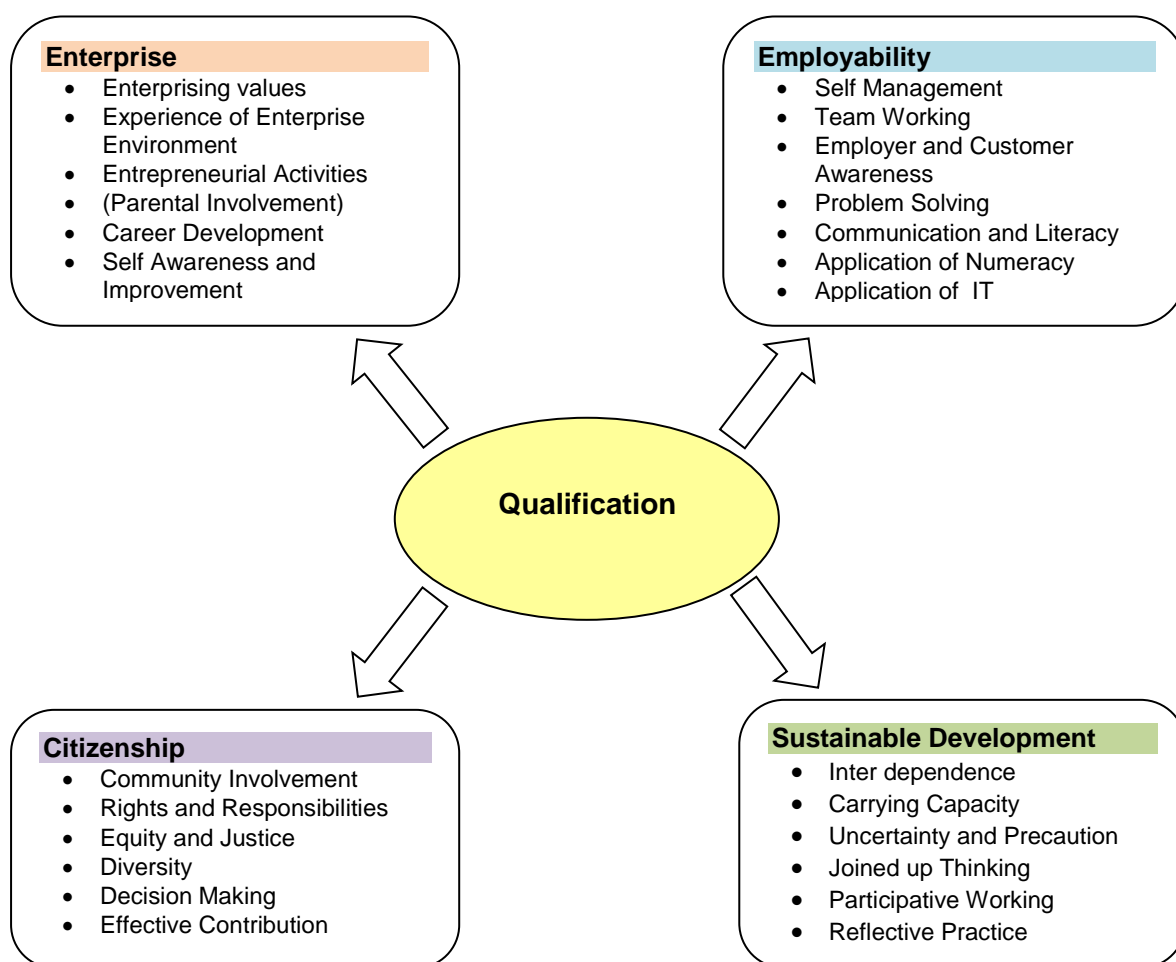 Enterprise
• Enterprising values
• Experience of Enterprise
Environment
• Entrepreneurial Activities
• (Parental Involvement)
• Career Development
• Self Awareness and
Improvement
Employability
• Self Management
• Team Working
• Employer and Customer
Awareness
• Problem Solving
• Communication and Literacy
• Application of Numeracy
• Application of IT
Qualification
Citizenship
• Community Involvement
• Rights and Responsibilities
• Equity and Justice
• Diversity
• Decision Making
• Effective Contribution
Sustainable Development
• Inter dependence
• Carrying Capacity
• Uncertainty and Precaution
• Joined up Thinking
• Participative Working
• Reflective Practice